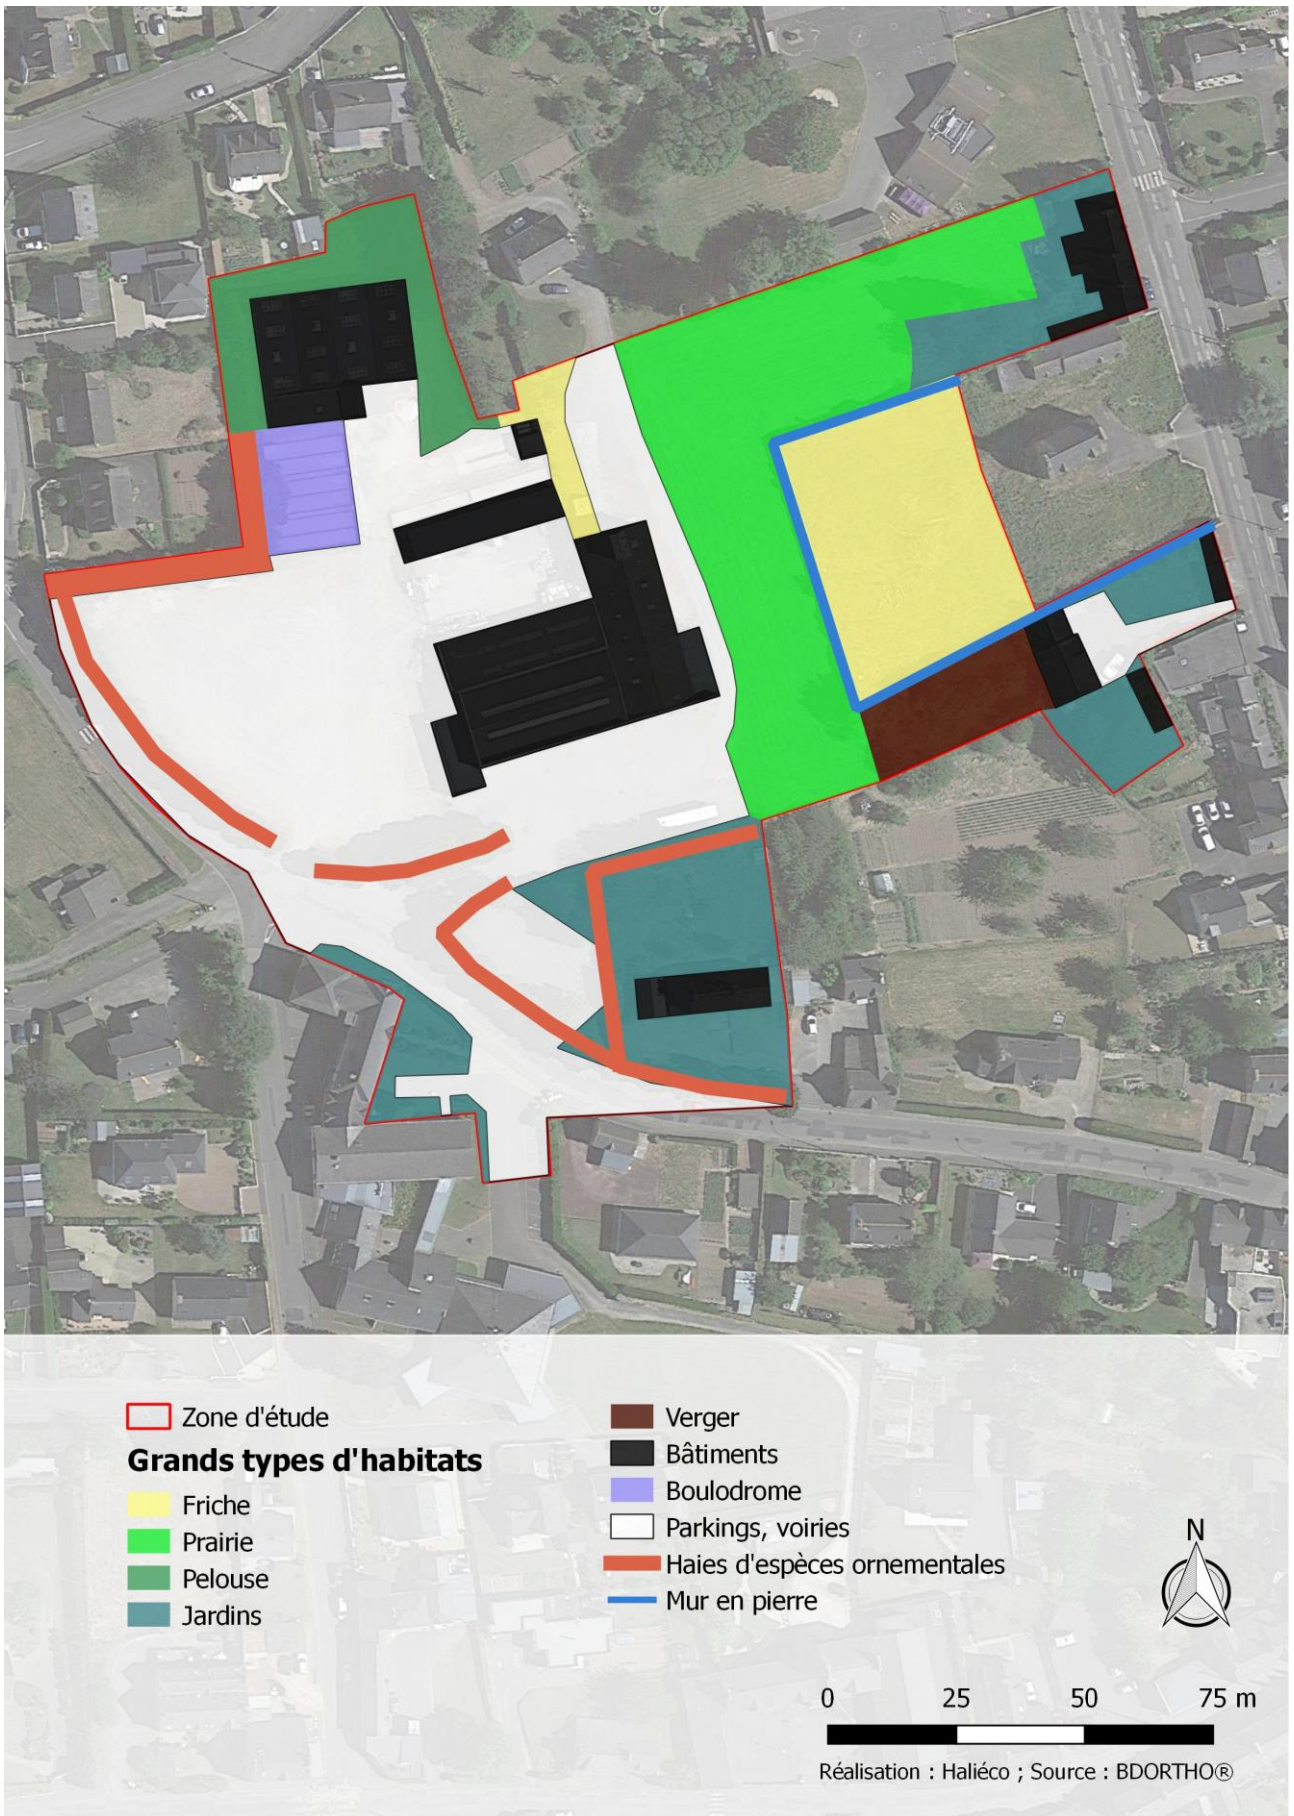 Zone d'étude
Grands types d'habitats
Friche
Prairie
Pelouse
Jardins
Verger
Bâtiments
Boulodrome
Parkings, voiries
Haies d'espèces ornementales
Mur en pierre
N
0 25 50 75 m
Réalisation : Haliéco ; Source : BDORTHO®